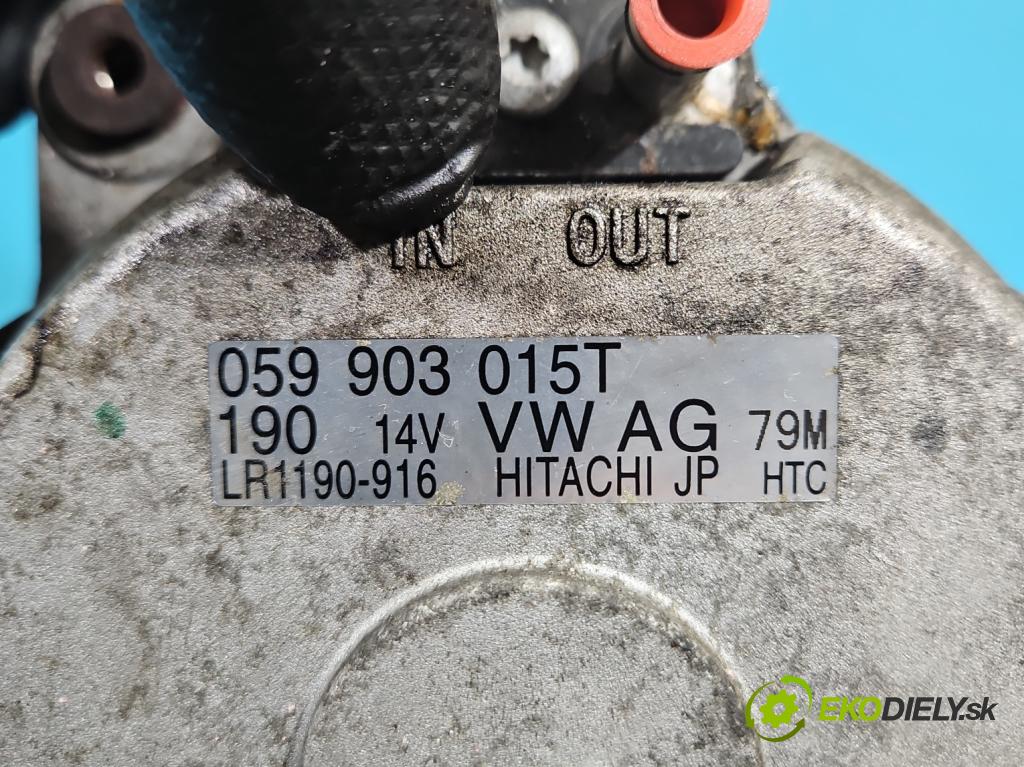 IN OUT
059 903 015T
190 14V VW AG 79M
LR1190-916 HITACHI JP HTC
EKODIELY.sk